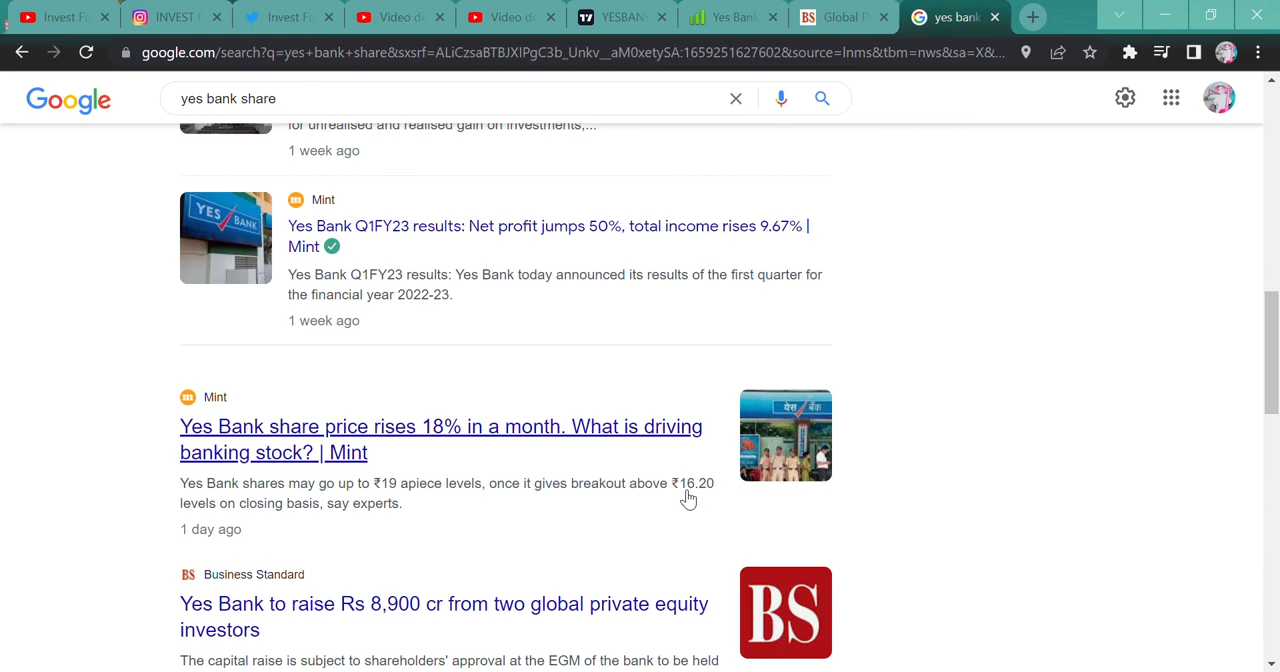 Invest Fo
INVEST F
Invest Fo
Video de
Video de
YESBAN
Yes Bank
Global P
yes bank
google.com/search?q=yes+bank+share&sxsrf=ALiCzsaBTBJXIPgC3b_Unkv__aM0xetySA:1659251627602&source=lnms&tbm=nws&sa=X&...
Google
yes bank share
for unrealised and realised gain on investments,...
1 week ago
YES BANK
Mint
Yes Bank Q1FY23 results: Net profit jumps 50%, total income rises 9.67% |
Mint
Yes Bank Q1FY23 results: Yes Bank today announced its results of the first quarter for
the financial year 2022-23.
1 week ago
Mint
Yes Bank share price rises 18% in a month. What is driving
banking stock? | Mint
Yes Bank shares may go up to ₹19 apiece levels, once it gives breakout above ₹16.20
levels on closing basis, say experts.
1 day ago
येस बैंक
BS Business Standard
Yes Bank to raise Rs 8,900 cr from two global private equity
investors
BS
The capital raise is subject to shareholders' approval at the EGM of the bank to be held